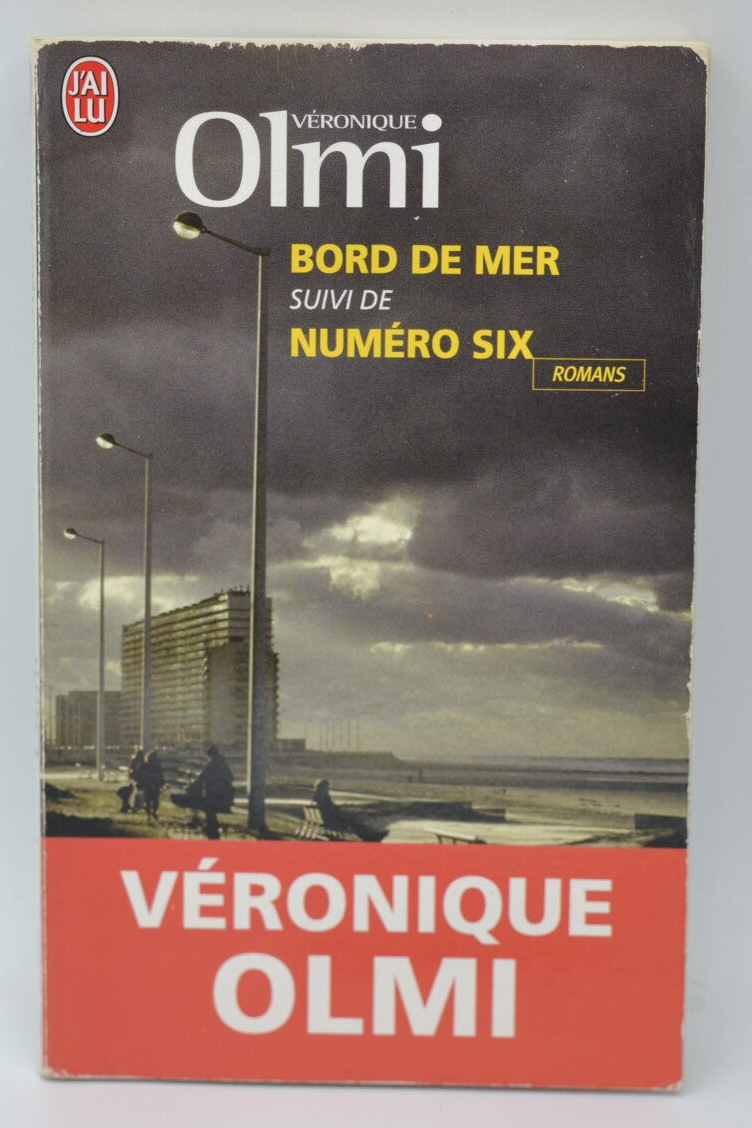 J'AI
LU
VÉRONIQUE
Olmi
BORD DE MER
SUIVI DE
NUMÉRO SIX
ROMANS
VÉRONIQUE
OLMI